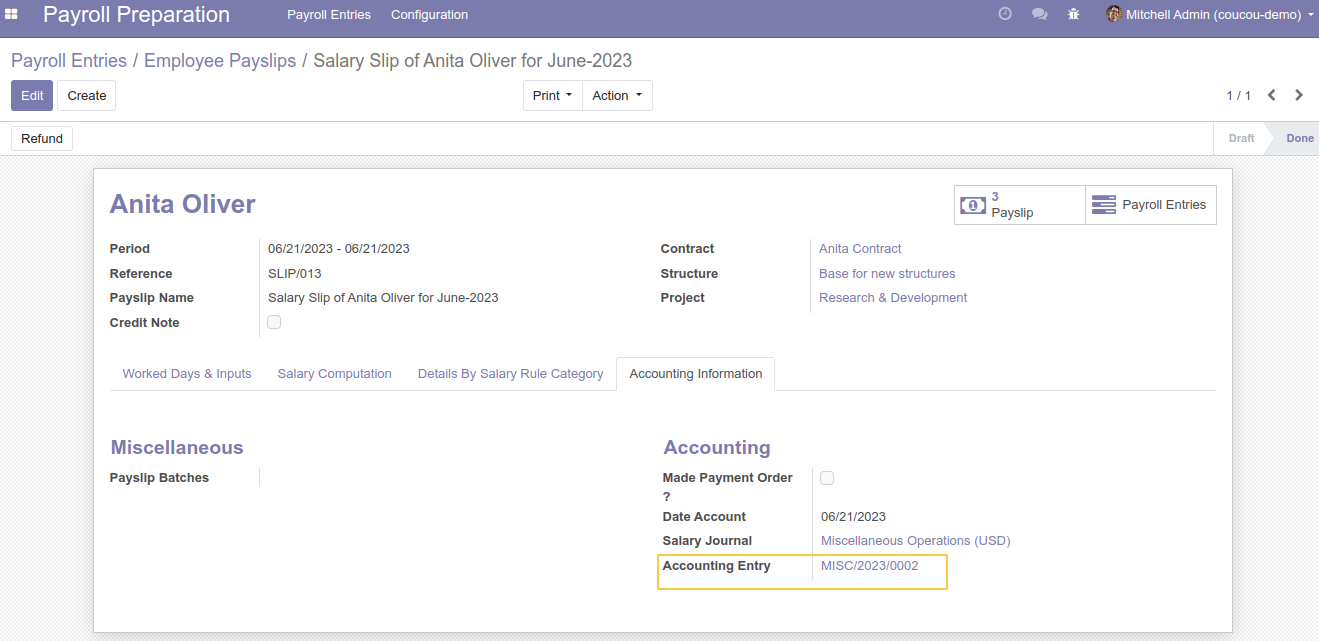 Payroll Preparation Payroll Entries Configuration Mitchell Admin (coucou-demo)
Payroll Entries / Employee Payslips / Salary Slip of Anita Oliver for June-2023
Edit Create Print Action 1 / 1
Refund Draft Done
Anita Oliver
3
Payslip
Payroll Entries
Period 06/21/2023 - 06/21/2023 Contract Anita Contract
Reference SLIP/013 Structure Base for new structures
Payslip Name Salary Slip of Anita Oliver for June-2023 Project Research & Development
Credit Note
Worked Days & Inputs Salary Computation Details By Salary Rule Category Accounting Information
Miscellaneous Accounting
Payslip Batches Made Payment Order
?
Date Account 06/21/2023
Salary Journal Miscellaneous Operations (USD)
Accounting Entry MISC/2023/0002